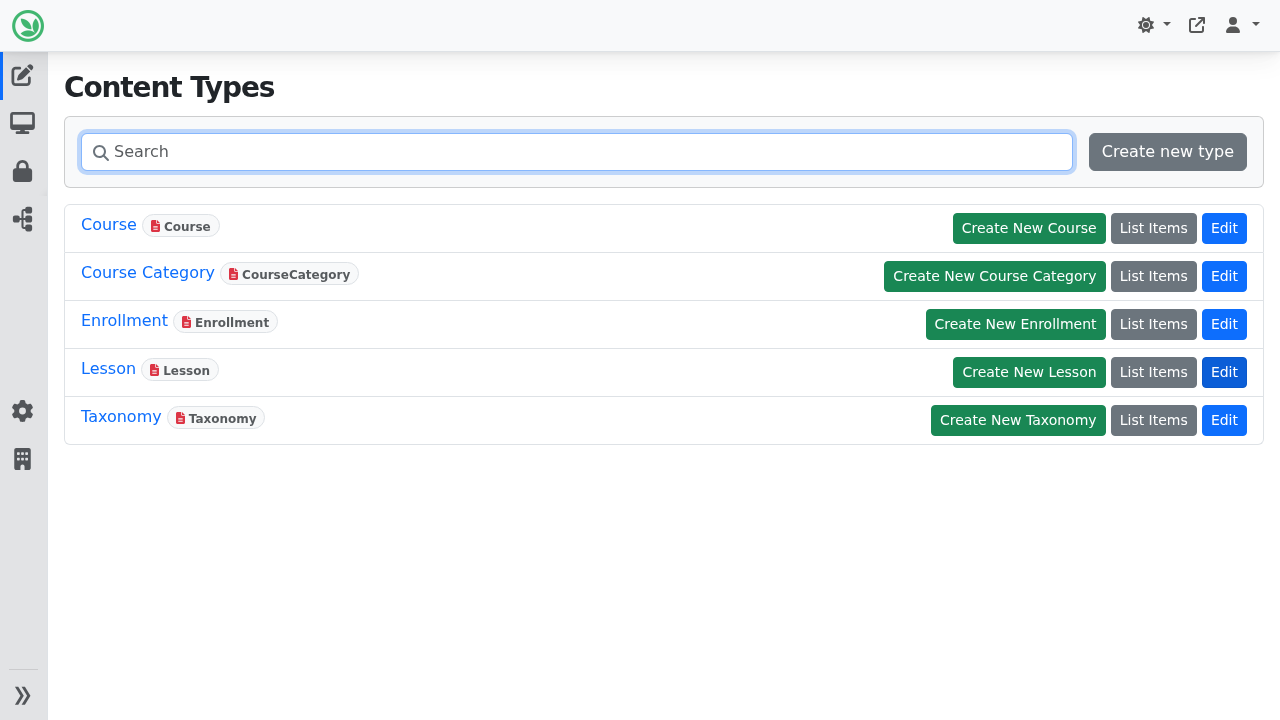 Content Types
Search
Create new type
Course Course Create New Course List Items Edit
Course Category CourseCategory Create New Course Category List Items Edit
Enrollment Enrollment Create New Enrollment List Items Edit
Lesson Lesson Create New Lesson List Items Edit
Taxonomy Taxonomy Create New Taxonomy List Items Edit